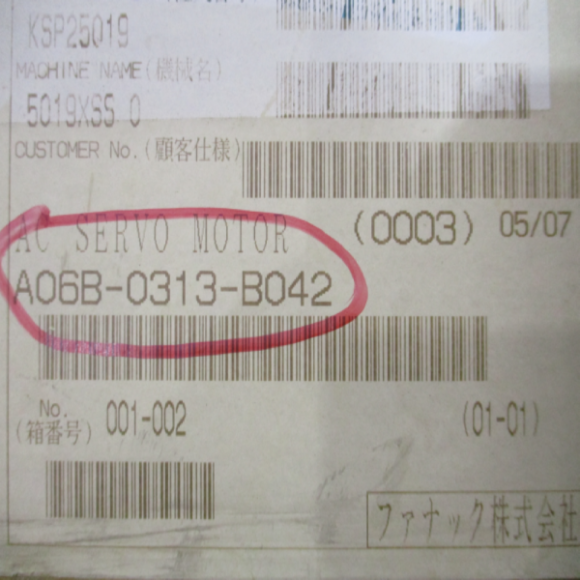 KSP25019
MACHINE NAME(機械名)
5019XS5 0
CUSTOMER No.(顧客仕様)
AC SERVO MOTOR (0003) 05/07
A06B-0313-B042
No. 001-002 (01-01)
(箱番号)
ファナック株式会社